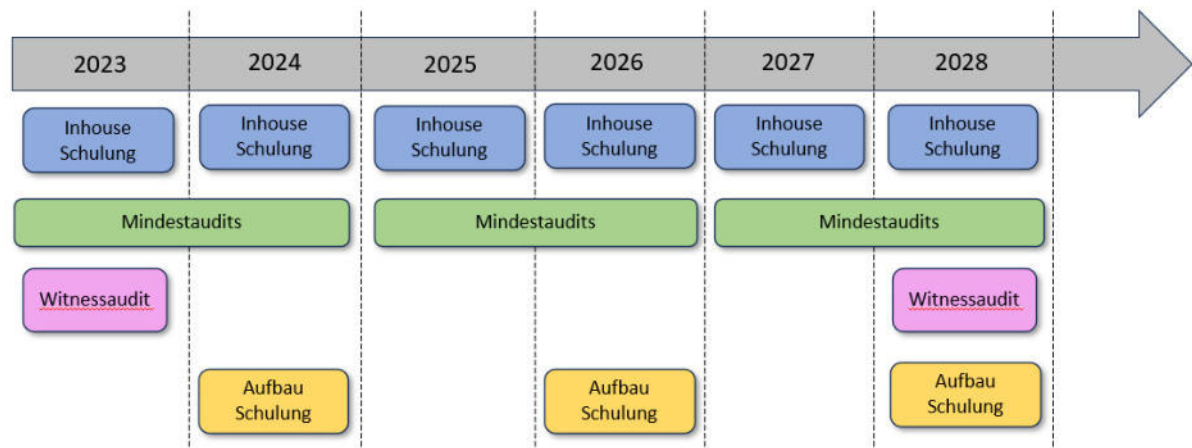 2023 2024 2025 2026 2027 2028
Inhouse Inhouse Inhouse Inhouse Inhouse Inhouse
Schulung Schulung Schulung Schulung Schulung Schulung
Mindestaudits Mindestaudits Mindestaudits
Witnessaudit Witnessaudit
Aufbau Aufbau Aufbau
Schulung Schulung Schulung